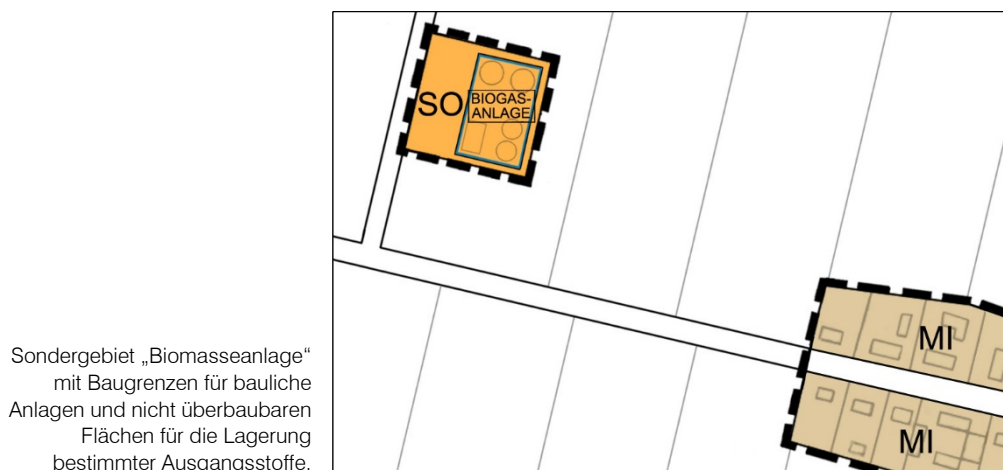 SO
BIOGAS-
ANLAGE
MI
MI
Sondergebiet „Biomasseanlage“
mit Baugrenzen für bauliche
Anlagen und nicht überbaubaren
Flächen für die Lagerung
bestimmter Ausgangsstoffe.